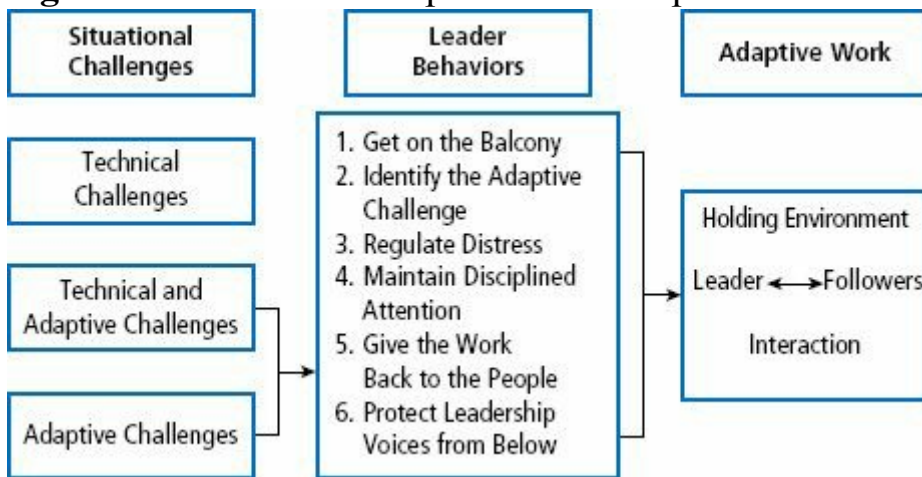 Situational
Challenges
Technical
Challenges
Technical and
Adaptive Challenges
Adaptive Challenges
Leader
Behaviors
1. Get on the Balcony
2. Identify the Adaptive
Challenge
3. Regulate Distress
4. Maintain Disciplined
Attention
5. Give the Work
Back to the People
6. Protect Leadership
Voices from Below
Adaptive Work
Holding Environment
Leader Followers
Interaction